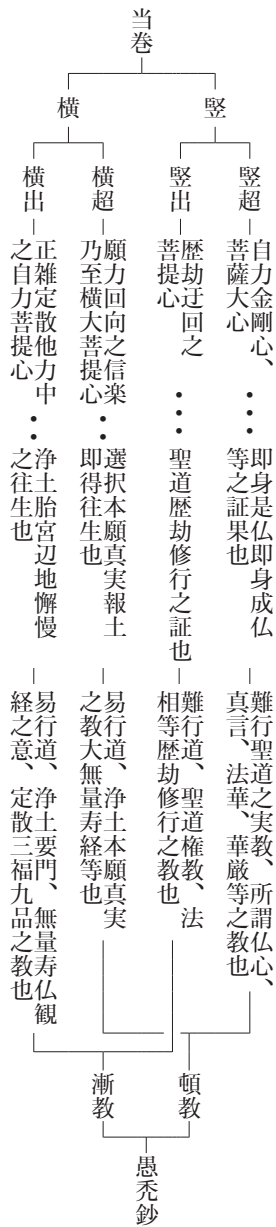 当巻
竪
横
竪超
竪出
横超
横出
自力金剛心、
菩薩大心
歴劫迂回之
菩提心
願力回向之信楽
乃至横大菩提心
正雑定散他力中
之自力菩提心
即身是仏即身成仏
等之証果也
聖道歴劫修行之証也
選択本願真実報土
即得往生也
浄土胎宮辺地懈慢
之往生也
難行聖道之実教、所謂仏心、
真言、法華、華厳等之教也
難行道、聖道権教、法
相等歴劫修行之教也
易行道、浄土本願真実
之教大無量寿経等也
易行道、浄土要門、無量寿仏観
経之意、定散三福九品之教也
頓教
漸教
愚禿鈔